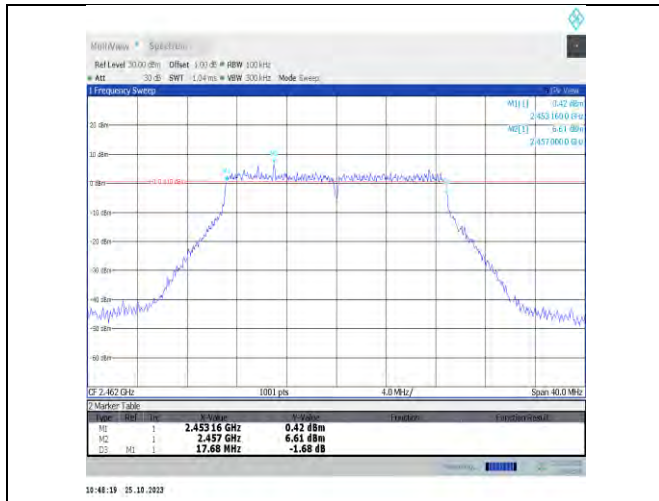 MultiView Spectrum
Ref Level 30.00 dBm Offset 1.00 dB RBW 100 kHz
Att 30 dB SWT 1.04 ms VBW 300 kHz Mode Sweep
1 Frequency Sweep
M1[1] 0.42 dBm
2.453160 0 GHz
M2[1] 6.61 dBm
2.457000 0 GHz
20 dBm
10 dBm
0 dBm
-10 dBm
-20 dBm
-30 dBm
-40 dBm
-50 dBm
-60 dBm
CF 2.462 GHz 1001 pts 4.0 MHz/ Span 40.0 MHz
2 Marker Table
Type Ref Trc X-Value Y-Value Function Function Result
M1 1 2.45316 GHz 0.42 dBm
M2 1 2.457 GHz 6.61 dBm
D3 M1 1 17.68 MHz -1.68 dB
10:48:19 25.10.2023